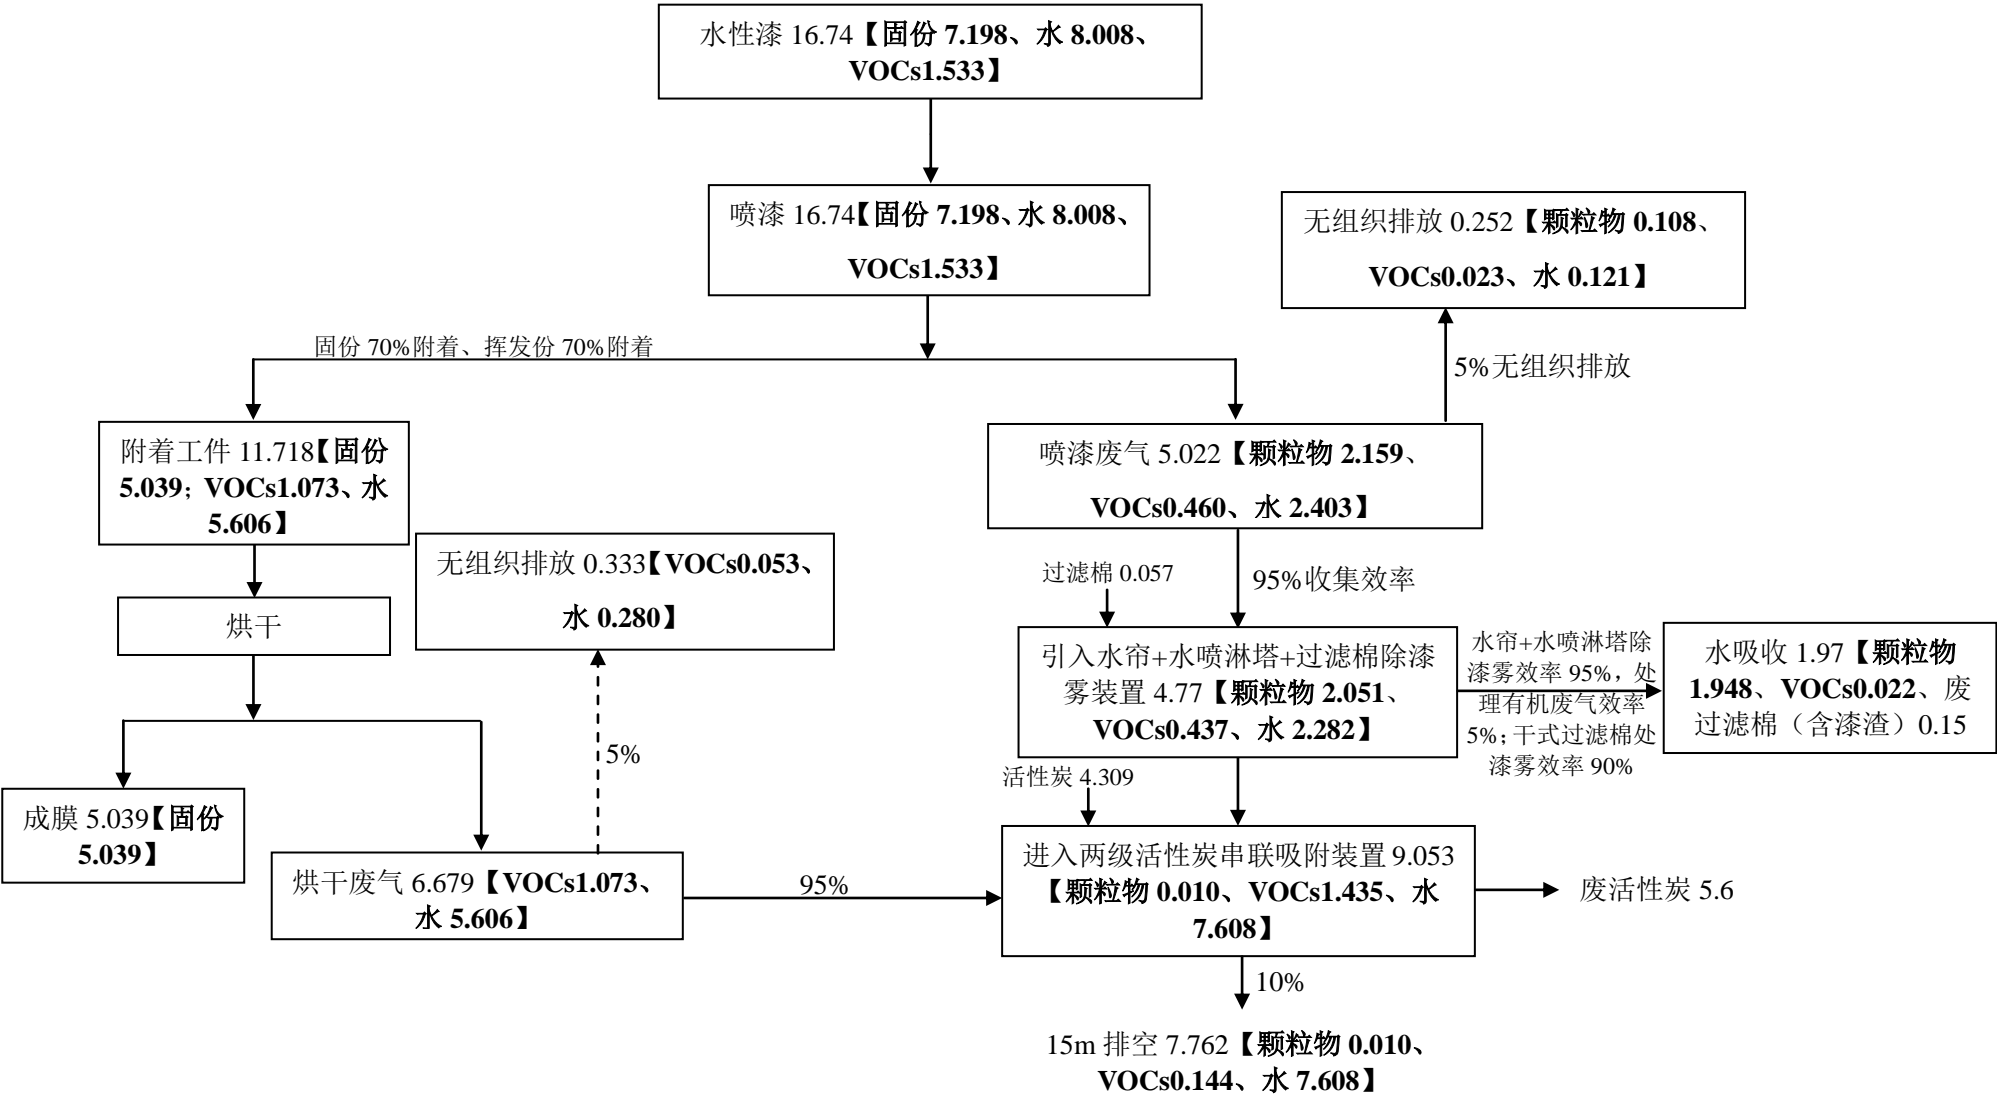 水性漆 16.74【固份 7.198、水 8.008、
VOCs1.533】
喷漆 16.74【固份 7.198、水 8.008、
VOCs1.533】
无组织排放 0.252【颗粒物 0.108、
VOCs0.023、水 0.121】
固份 70%附着、挥发份 70%附着
5%无组织排放
附着工件 11.718【固份
5.039；VOCs1.073、水
5.606】
喷漆废气 5.022【颗粒物 2.159、
VOCs0.460、水 2.403】
无组织排放 0.333【VOCs0.053、
水 0.280】
过滤棉 0.057
95%收集效率
烘干
引入水帘+水喷淋塔+过滤棉除漆
雾装置 4.77【颗粒物 2.051、
VOCs0.437、水 2.282】
水帘+水喷淋塔除
漆雾效率 95%，处
理有机废气效率
5%；干式过滤棉处
漆雾效率 90%
水吸收 1.97【颗粒物
1.948、VOCs0.022、废
过滤棉（含漆渣）0.15
5%
活性炭 4.309
成膜 5.039【固份
5.039】
烘干废气 6.679【VOCs1.073、
水 5.606】
95%
进入两级活性炭串联吸附装置 9.053
【颗粒物 0.010、VOCs1.435、水
7.608】
废活性炭 5.6
10%
15m 排空 7.762【颗粒物 0.010、
VOCs0.144、水 7.608】